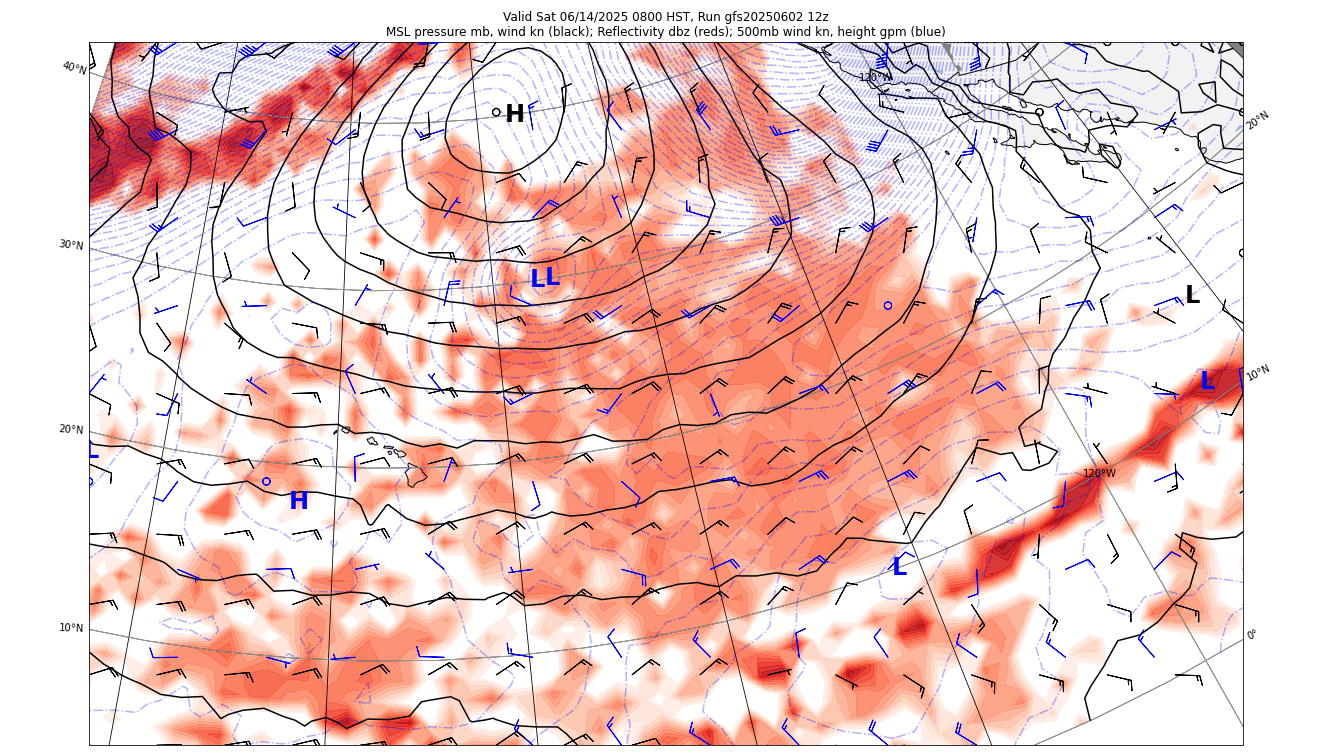 Valid Sat 06/14/2025 0800 HST, Run gfs20250602 12z
MSL pressure mb, wind kn (black); Reflectivity dbz (reds); 500mb wind kn, height gpm (blue)
40°N
120°W
H
20°N
30°N
L L
L
10°N
L
20°N
L
120°W
H
L
10°N
0°